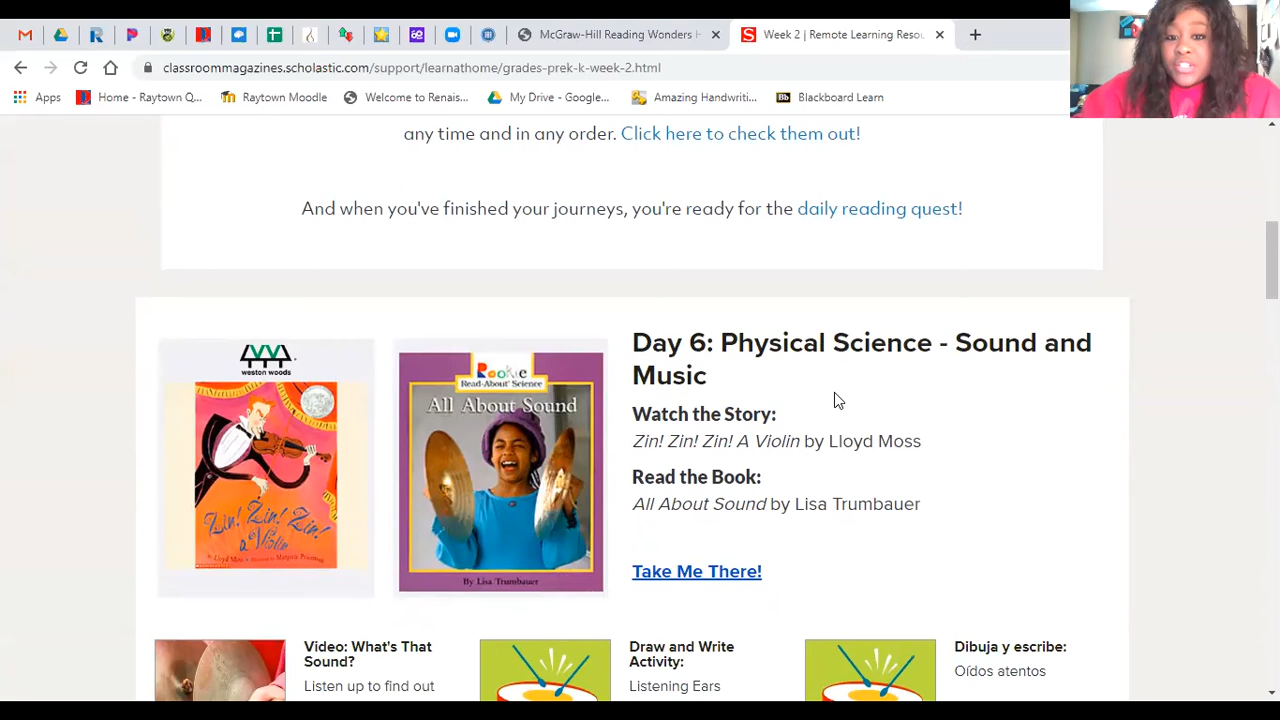 McGraw-Hill Reading Wonders
Week 2 | Remote Learning Resou
classroommagazines.scholastic.com/support/learnathome/grades-prek-k-week-2.html
Apps
Home - Raytown Q...
Raytown Moodle
Welcome to Renais...
My Drive - Google...
Amazing Handwriti...
Blackboard Learn
any time and in any order. Click here to check them out!
And when you've finished your journeys, you're ready for the daily reading quest!
weston woods
Zin! Zin! Zin!
a Violin
Rookie
Read-About Science
All About Sound
By Lisa Trumbauer
Day 6: Physical Science - Sound and
Music
Watch the Story:
Zin! Zin! Zin! A Violin by Lloyd Moss
Read the Book:
All About Sound by Lisa Trumbauer
Take Me There!
Video: What's That
Sound?
Listen up to find out
Draw and Write
Activity:
Listening Ears
Dibuja y escribe:
Oídos atentos